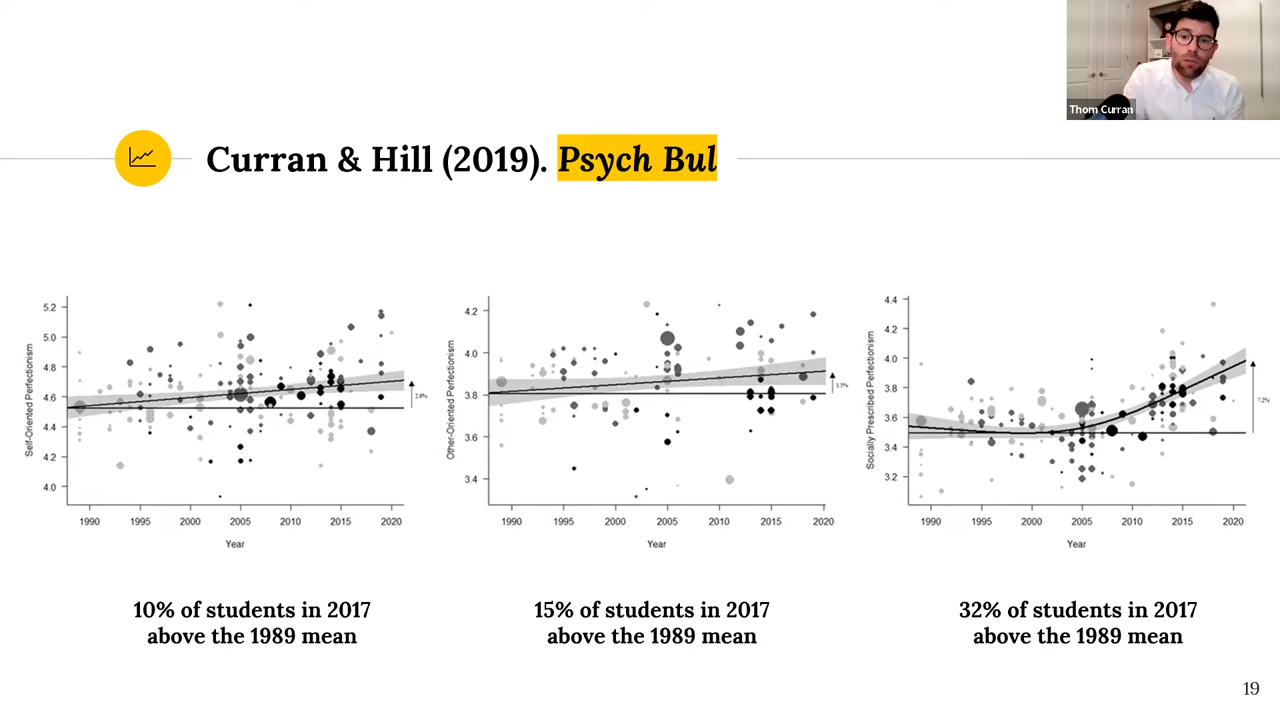 Thom Curran
Curran & Hill (2019). Psych Bul
5.2
5.0
4.8
4.6
4.4
4.2
4.0
Self-Oriented Perfectionism
2.8%
1990 1995 2000 2005 2010 2015 2020
Year
4.2
4.0
3.8
3.6
3.4
Other-Oriented Perfectionism
1990 1995 2000 2005 2010 2015 2020
Year
4.4
4.2
4.0
3.8
3.6
3.4
3.2
Socially Prescribed Perfectionism
7.2%
1990 1995 2000 2005 2010 2015 2020
Year
10% of students in 2017
above the 1989 mean
15% of students in 2017
above the 1989 mean
32% of students in 2017
above the 1989 mean
19